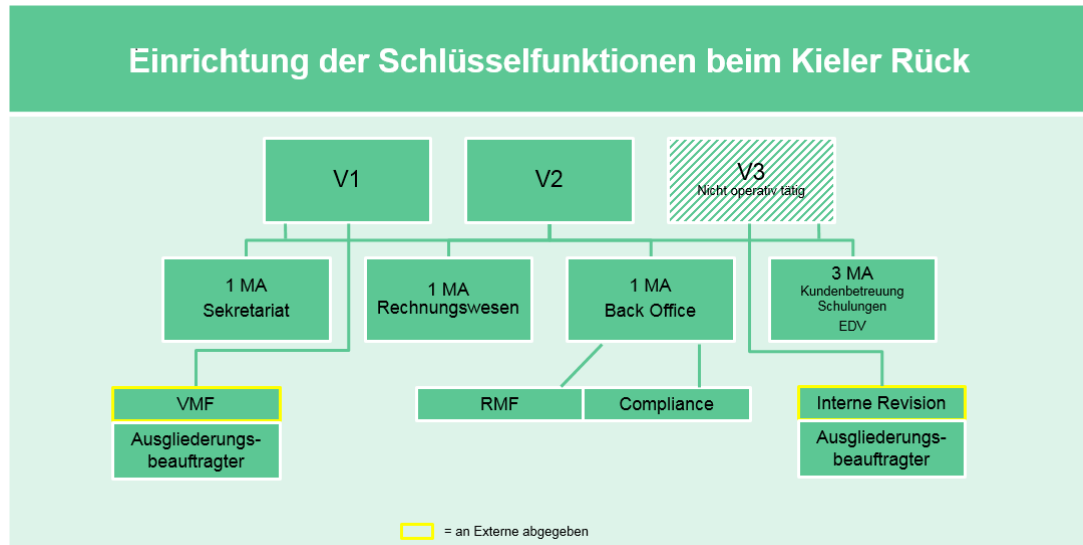 Einrichtung der Schlüsselfunktionen beim Kieler Rück
V1
V2
V3
Nicht operativ tätig
1 MA
Sekretariat
1 MA
Rechnungswesen
1 MA
Back Office
3 MA
Kundenbetreuung
Schulungen
EDV
VMF
Ausgliederungs-
beauftragter
RMF
Compliance
Interne Revision
Ausgliederungs-
beauftragter
= an Externe abgegeben